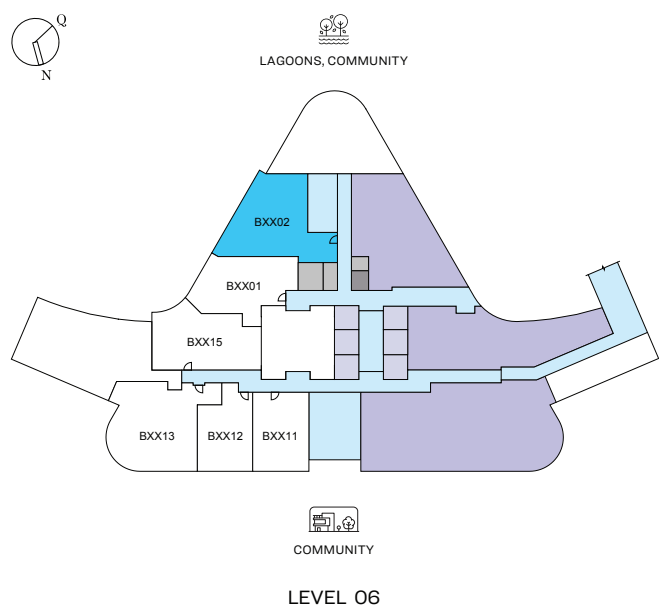 Q
N
LAGOONS, COMMUNITY
BXX02
BXX01
BXX15
BXX13
BXX12
BXX11
COMMUNITY
LEVEL 06